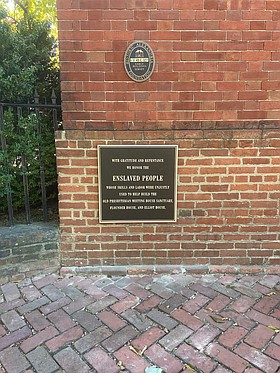 WITH GRATITUDE AND REPENTANCE
WE HONOR THE
ENSLAVED PEOPLE
WHOSE SKILLS AND LABOR WERE UNJUSTLY
USED TO HELP BUILD THE
OLD PRESBYTERIAN MEETING HOUSE SANCTUARY,
FLOUNDER HOUSE, AND ELLIOT HOUSE.